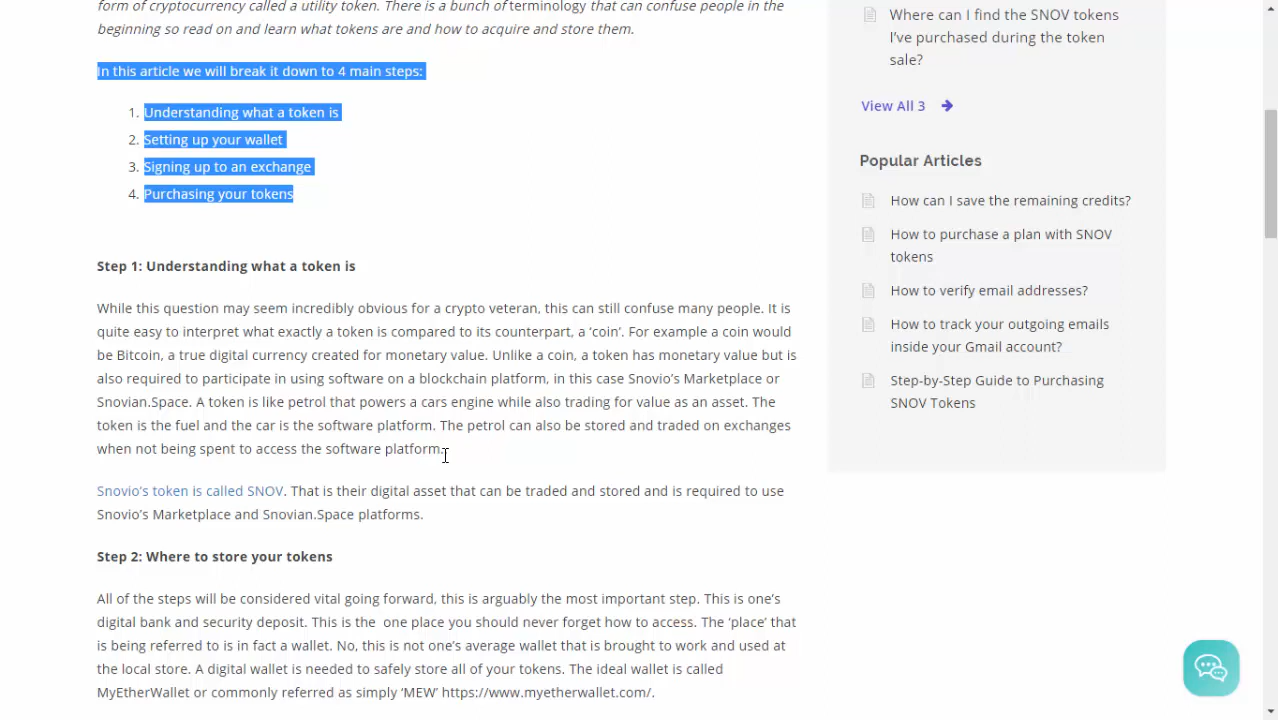 form of cryptocurrency called a utility token. There is a bunch of terminology that can confuse people in the
beginning so read on and learn what tokens are and how to acquire and store them.
In this article we will break it down to 4 main steps:
1. Understanding what a token is
2. Setting up your wallet
3. Signing up to an exchange
4. Purchasing your tokens
Step 1: Understanding what a token is
While this question may seem incredibly obvious for a crypto veteran, this can still confuse many people. It is
quite easy to interpret what exactly a token is compared to its counterpart, a ‘coin’. For example a coin would
be Bitcoin, a true digital currency created for monetary value. Unlike a coin, a token has monetary value but is
also required to participate in using software on a blockchain platform, in this case Snovio’s Marketplace or
Snovian.Space. A token is like petrol that powers a cars engine while also trading for value as an asset. The
token is the fuel and the car is the software platform. The petrol can also be stored and traded on exchanges
when not being spent to access the software platform.
Snovio’s token is called SNOV. That is their digital asset that can be traded and stored and is required to use
Snovio’s Marketplace and Snovian.Space platforms.
Step 2: Where to store your tokens
All of the steps will be considered vital going forward, this is arguably the most important step. This is one’s
digital bank and security deposit. This is the  one place you should never forget how to access. The ‘place’ that
is being referred to is in fact a wallet. No, this is not one’s average wallet that is brought to work and used at
the local store. A digital wallet is needed to safely store all of your tokens. The ideal wallet is called
MyEtherWallet or commonly referred as simply ‘MEW’ https://www.myetherwallet.com/.
Where can I find the SNOV tokens
I’ve purchased during the token
sale?
View All 3
Popular Articles
How can I save the remaining credits?
How to purchase a plan with SNOV
tokens
How to verify email addresses?
How to track your outgoing emails
inside your Gmail account?
Step-by-Step Guide to Purchasing
SNOV Tokens